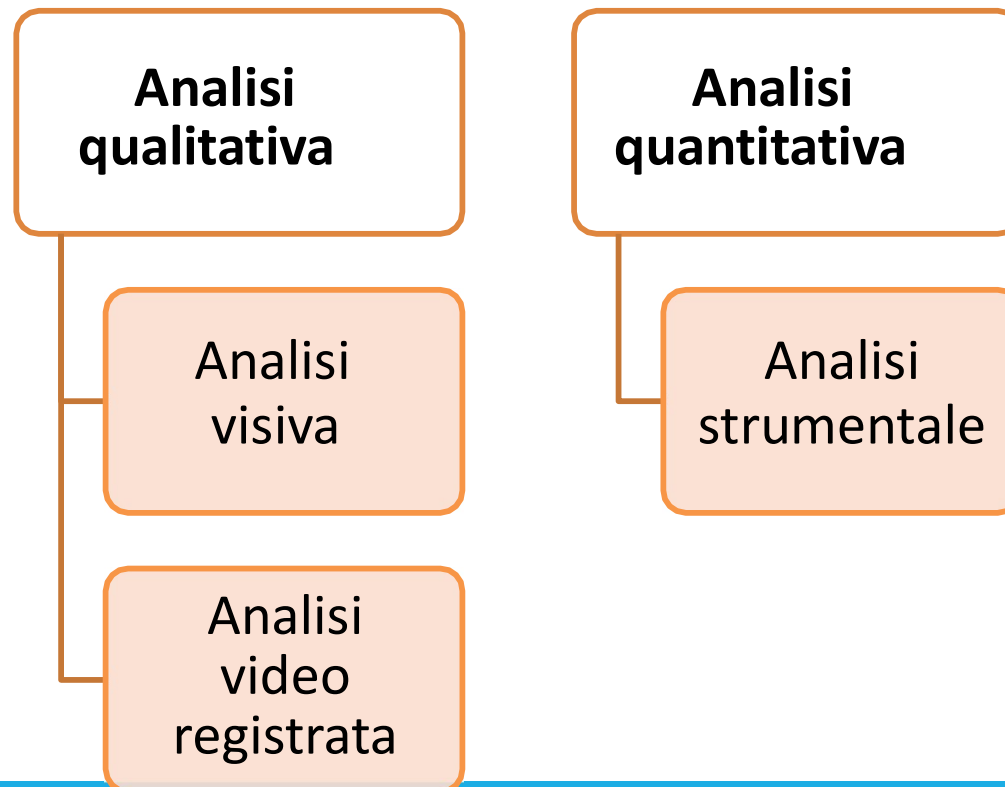 Analisi
qualitativa
Analisi
visiva
Analisi
video
registrata
Analisi
quantitativa
Analisi
strumentale